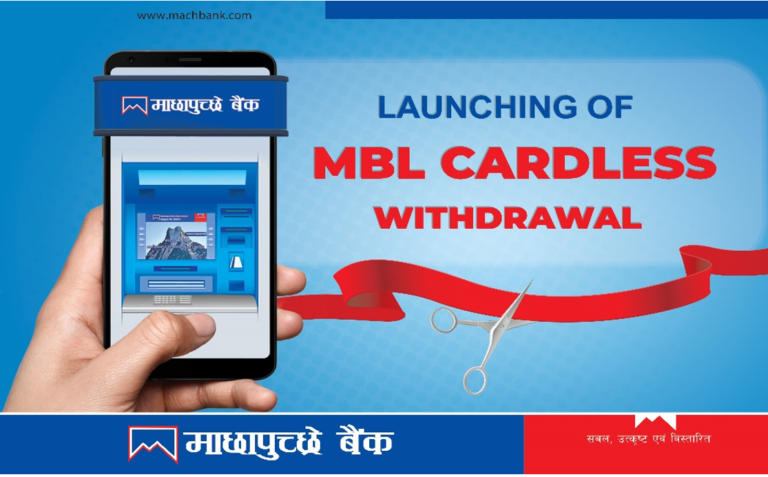 www.machbank.com
माछापुच्छ्रे बैंक
LAUNCHING OF
MBL CARDLESS
WITHDRAWAL
माछापुच्छ्रे बैंक
सबल, उत्कृष्ट एवं विस्तारित